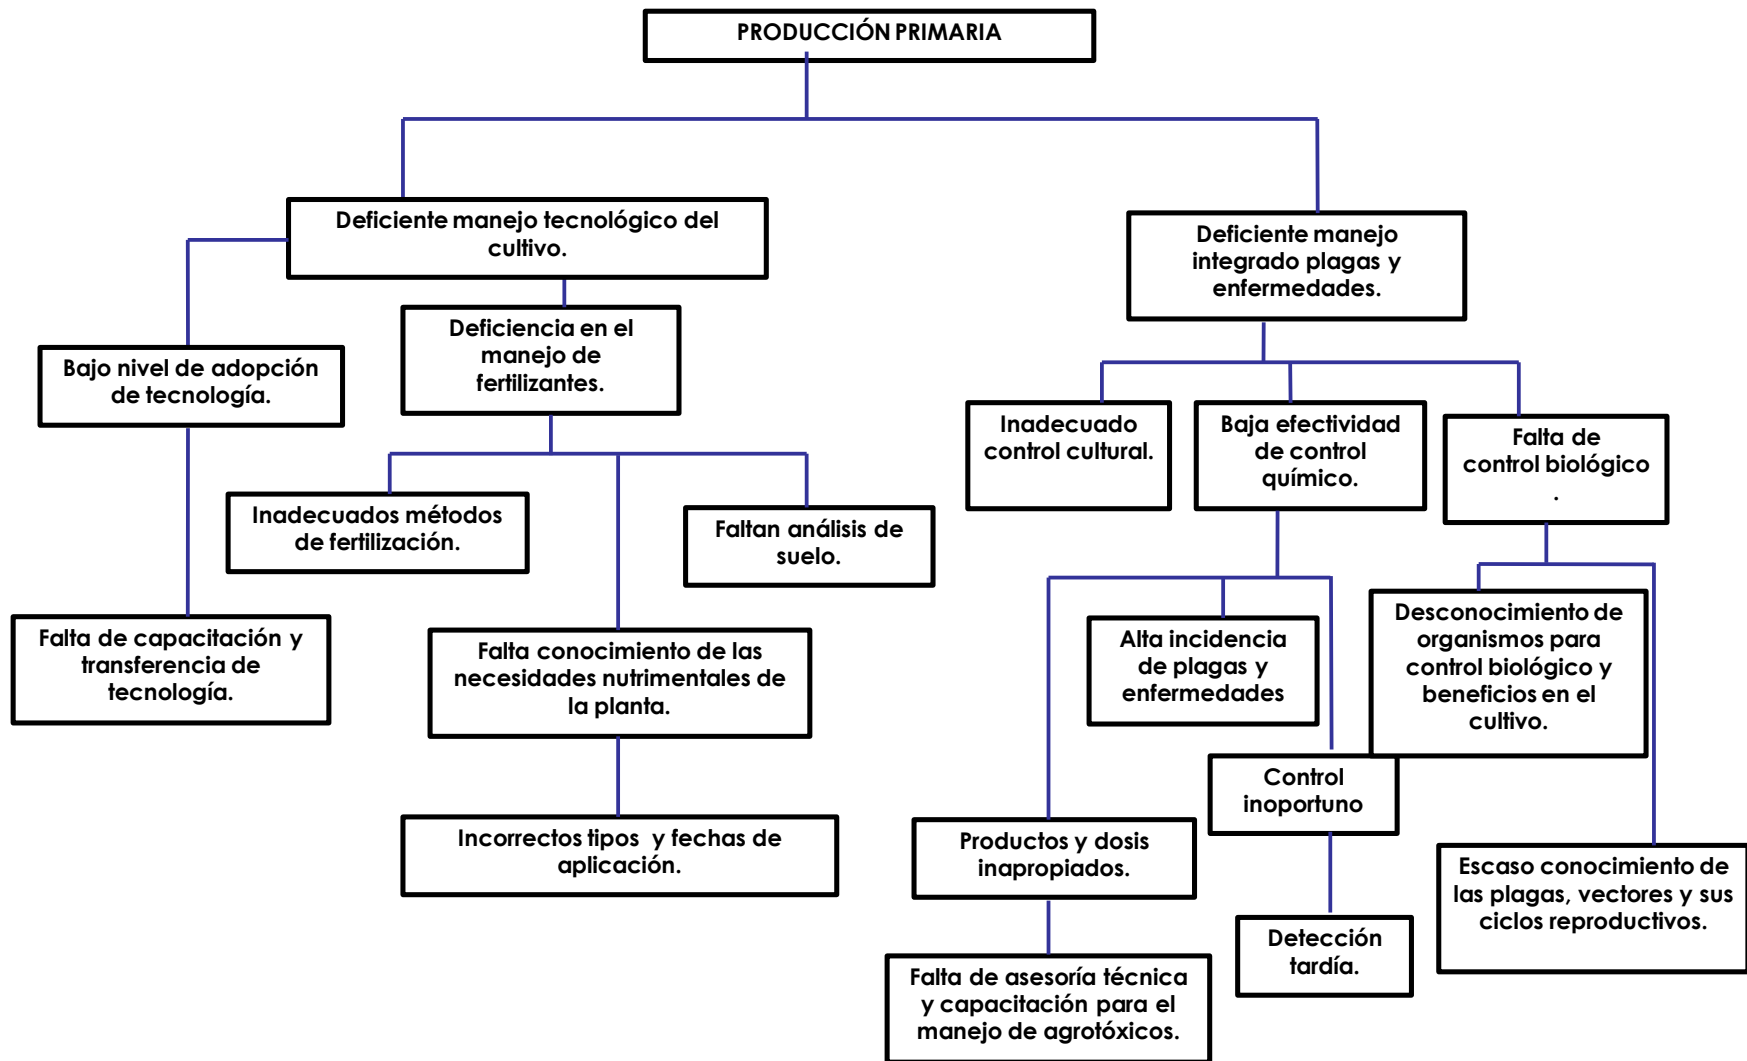 PRODUCCIÓN PRIMARIA
Deficiente manejo tecnológico del
cultivo.
Deficiente manejo
integrado plagas y
enfermedades.
Bajo nivel de adopción
de tecnología.
Deficiencia en el
manejo de
fertilizantes.
Inadecuado
control cultural.
Baja efectividad
de control
químico.
Falta de
control biológico
.
Inadecuados métodos
de fertilización.
Faltan análisis de
suelo.
Falta de capacitación y
transferencia de
tecnología.
Falta conocimiento de las
necesidades nutrimentales de
la planta.
Alta incidencia
de plagas y
enfermedades
Desconocimiento de
organismos para
control biológico y
beneficios en el
cultivo.
Control
inoportuno
Incorrectos tipos  y fechas de
aplicación.
Productos y dosis
inapropiados.
Escaso conocimiento de
las plagas, vectores y sus
ciclos reproductivos.
Detección
tardía.
Falta de asesoría técnica
y capacitación para el
manejo de agrotóxicos.